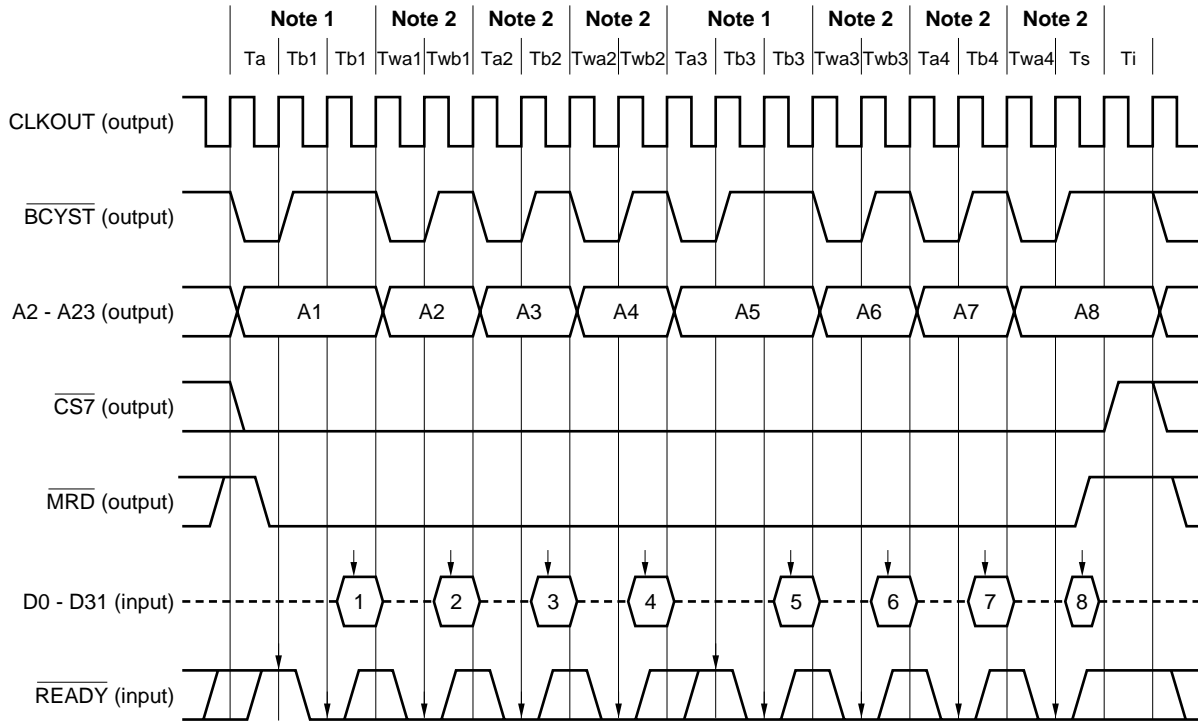 Note 1 Note 2 Note 2 Note 2 Note 1 Note 2 Note 2 Note 2
Ta Tb1 Tb1 Twa1 Twb1 Ta2 Tb2 Twa2 Twb2 Ta3 Tb3 Tb3 Twa3 Twb3 Ta4 Tb4 Twa4 Ts Ti
CLKOUT (output)
BCYST (output)
A2 - A23 (output) A1 A2 A3 A4 A5 A6 A7 A8
CS7 (output)
MRD (output)
D0 - D31 (input) 1 2 3 4 5 6 7 8
READY (input)